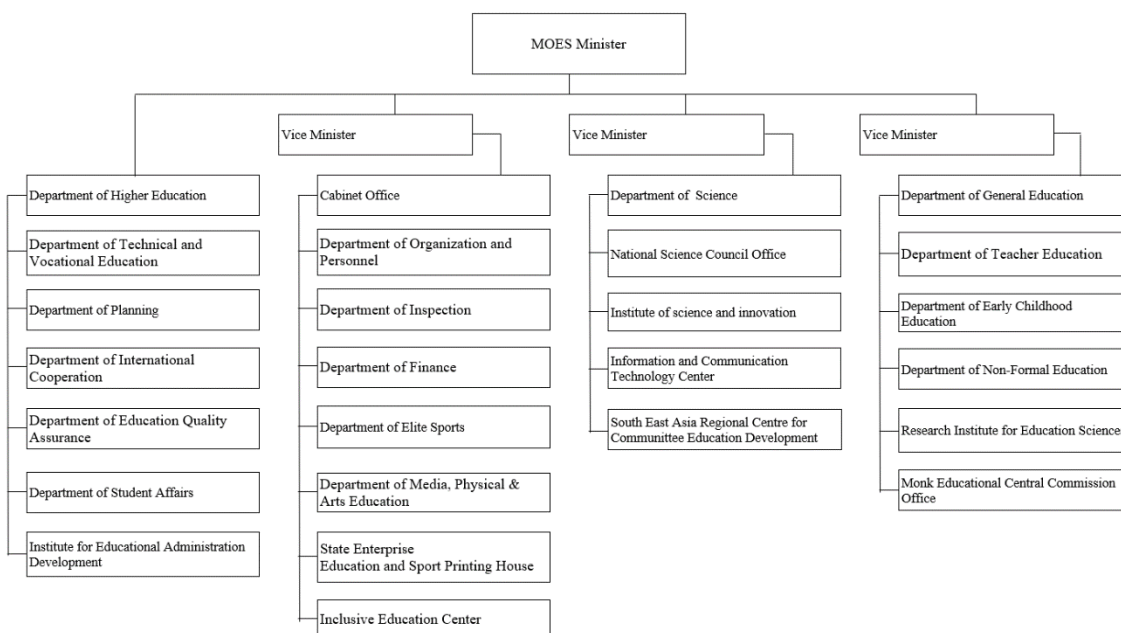 MOES Minister
Vice Minister
Vice Minister
Vice Minister
Department of Higher Education
Department of Technical and
Vocational Education
Department of Planning
Department of International
Cooperation
Department of Education Quality
Assurance
Department of Student Affairs
Institute for Educational Administration
Development
Cabinet Office
Department of Organization and
Personnel
Department of Inspection
Department of Finance
Department of Elite Sports
Department of Media, Physical &
Arts Education
State Enterprise
Education and Sport Printing House
Inclusive Education Center
Department of Science
National Science Council Office
Institute of science and innovation
Information and Communication
Technology Center
South East Asia Regional Centre for
Communittee Education Development
Department of General Education
Department of Teacher Education
Department of Early Childhood
Education
Department of Non-Formal Education
Research Institute for Education Sciences
Monk Educational Central Commission
Office